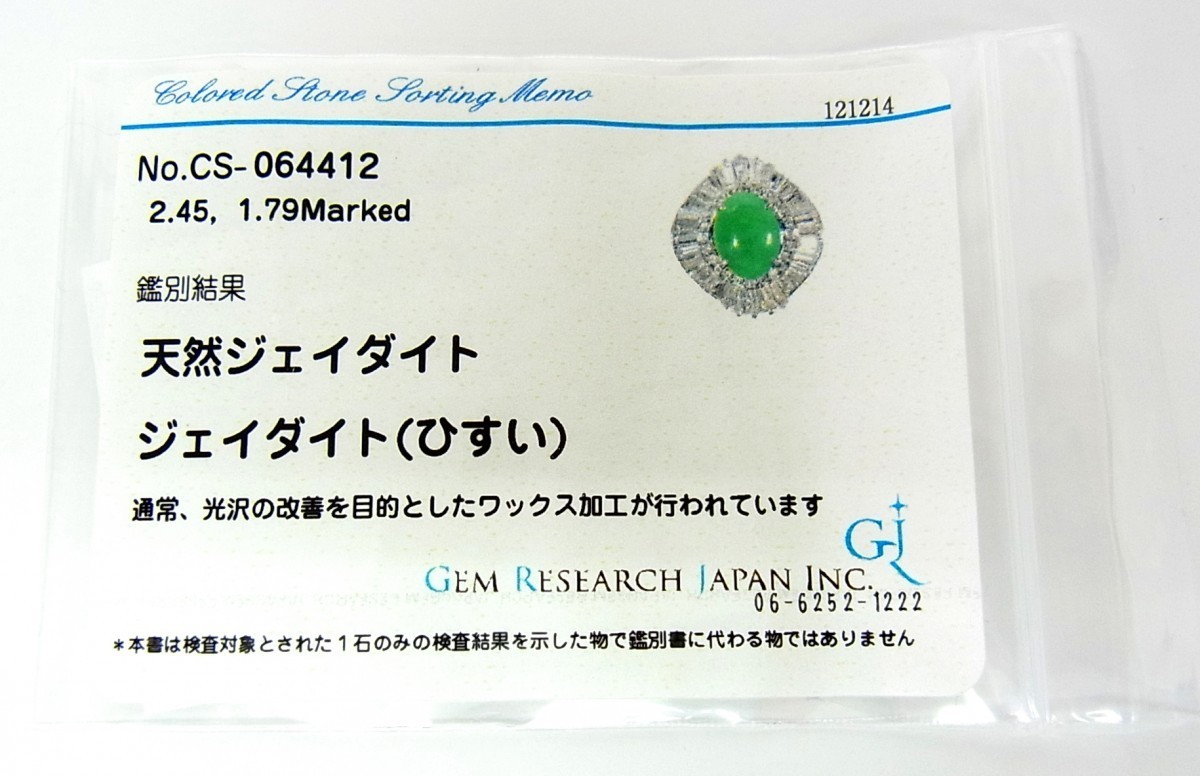 Colored Stone Sorting Memo
121214
No.CS-064412
2.45, 1.79Marked
鑑別結果
天然ジェイダイト
ジェイダイト(ひすい)
通常、光沢の改善を目的としたワックス加工が行われています
GJ
GEM RESEARCH JAPAN INC.
06-6252-1222
*本書は検査対象とされた1石のみの検査結果を示した物で鑑別書に代わる物ではありません